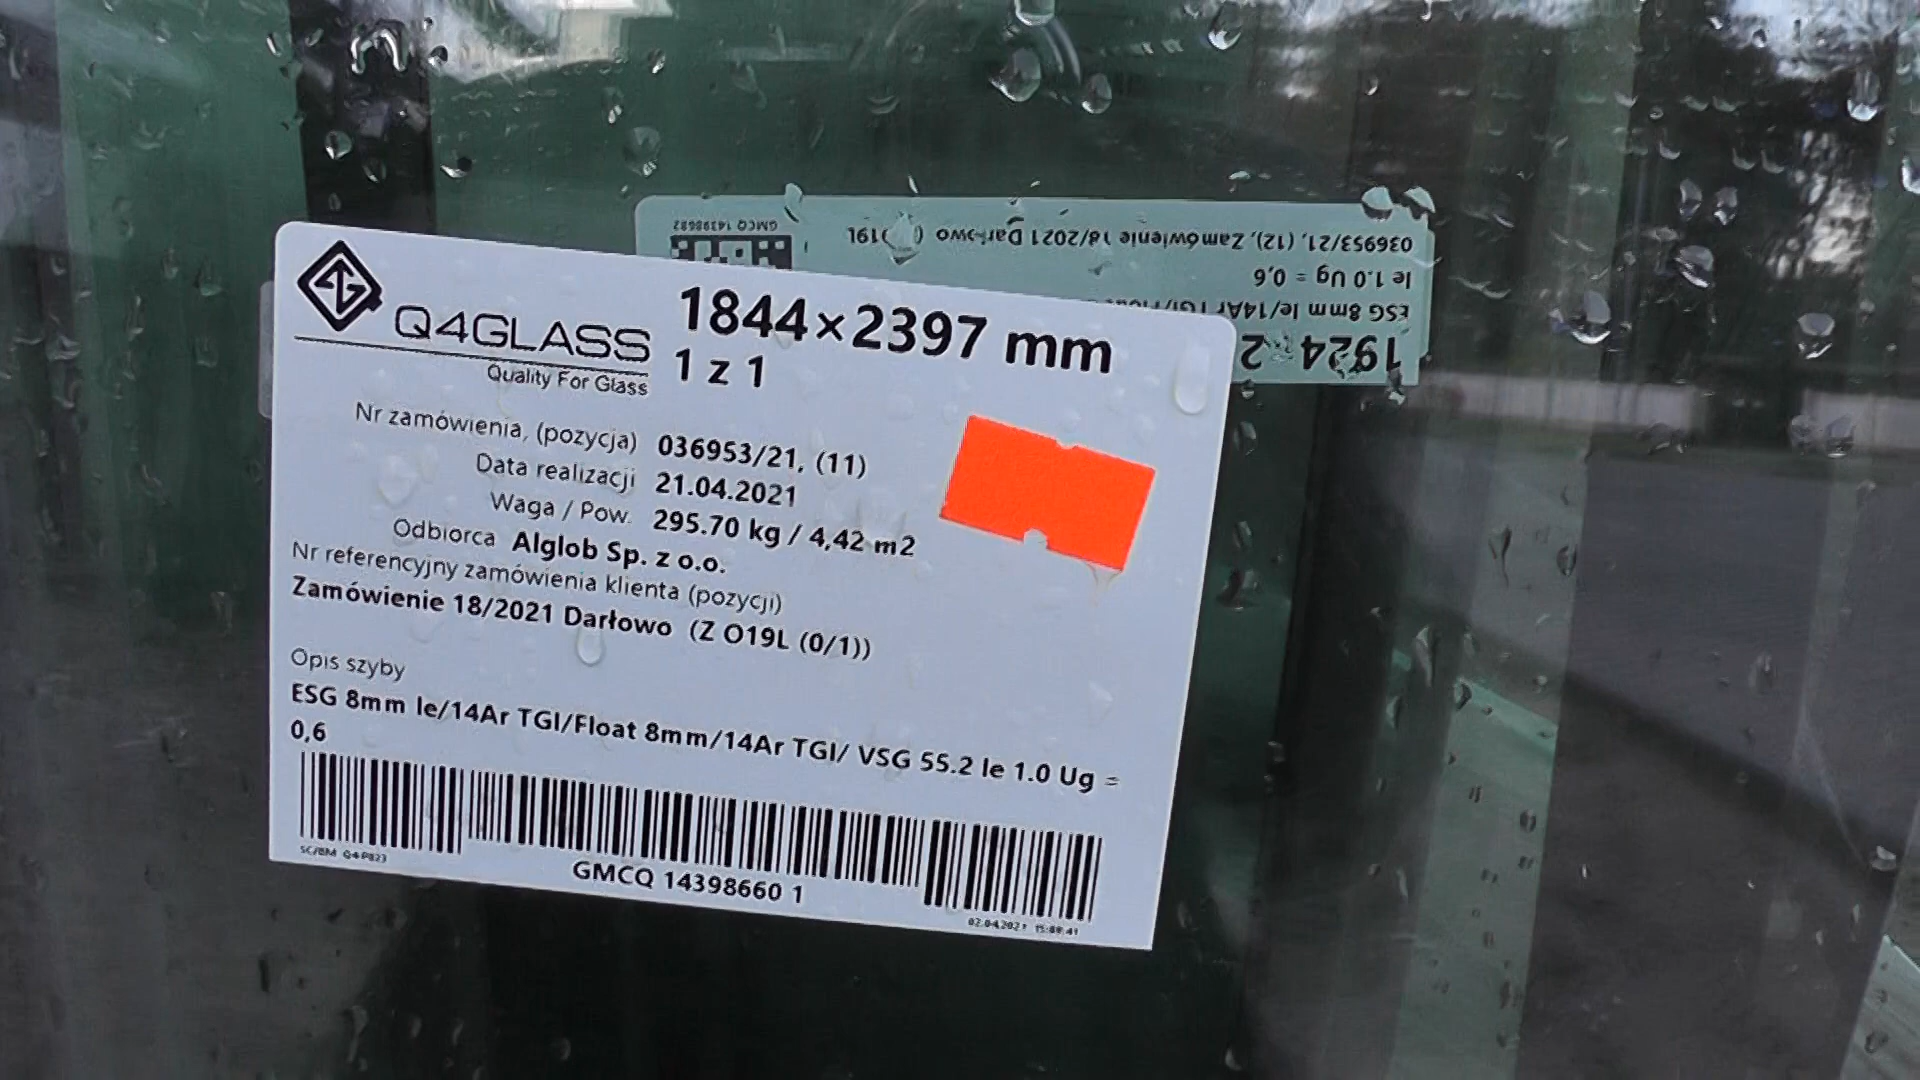 Q4GLASS
Quality For Glass
1844×2397 mm
1 z 1
Nr zamówienia, (pozycja) 036953/21, (11)
Data realizacji 21.04.2021
Waga / Pow. 295.70 kg / 4,42 m2
Odbiorca Alglob Sp. z o.o.
Nr referencyjny zamówienia klienta (pozycji)
Zamówienie 18/2021 Darłowo (Z O19L (0/1))
Opis szyby
ESG 8mm le/14Ar TGI/Float 8mm/14Ar TGI/ VSG 55.2 le 1.0 Ug =
0,6
GMCQ 14398660 1
1924
ESG 8mm le/14Ar TGI/
le 1.0 Ug = 0,6
036953/21, (12), Zamówienie 18/2021 Darłowo
GMCQ 14398682